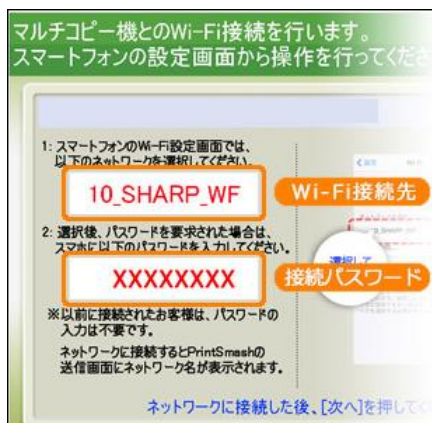 マルチコピー機とのWi-Fi接続を行います。
スマートフォンの設定画面から操作を行ってくださ
1: スマートフォンのWi-Fi設定画面では、
以下のネットワークを選択してください。
10_SHARP_WF
Wi-Fi接続先
2: 選択後、パスワードを要求された場合は、
スマホに以下のパスワードを入力してください。
XXXXXXXX
接続パスワード
選択して
※以前に接続されたお客様は、パスワードの
入力は不要です。
ネットワークに接続するとPrintSmashの
送信画面にネットワーク名が表示されます。
ネットワークに接続した後、[次へ]を押して